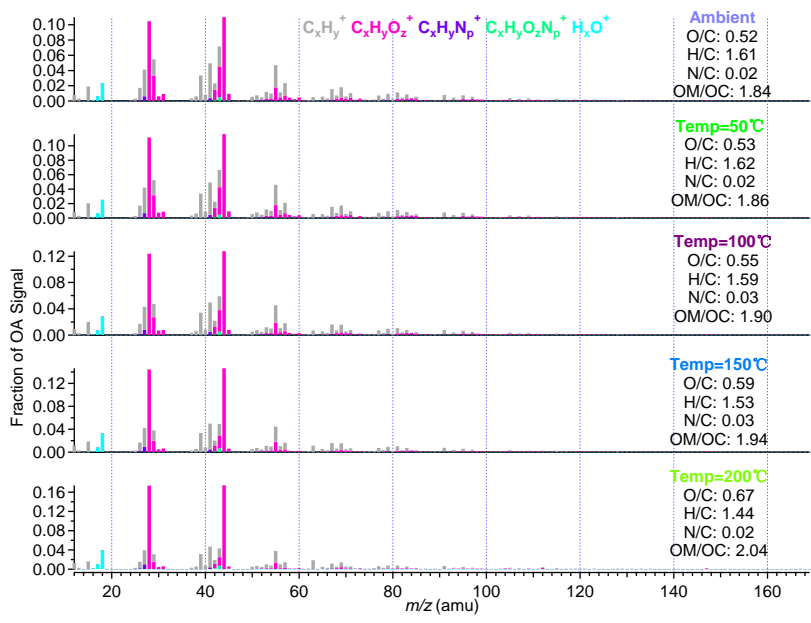 CxHy+ CxHyOz+ CxHyNp+ CxHyOzNp+ HxO+
Ambient
O/C: 0.52
H/C: 1.61
N/C: 0.02
OM/OC: 1.84
0.10
0.08
0.06
0.04
0.02
0.00
Temp=50℃
O/C: 0.53
H/C: 1.62
N/C: 0.02
OM/OC: 1.86
0.10
0.08
0.06
0.04
0.02
0.00
Temp=100℃
O/C: 0.55
H/C: 1.59
N/C: 0.03
OM/OC: 1.90
0.12
0.08
0.04
0.00
Fraction of OA Signal
Temp=150℃
O/C: 0.59
H/C: 1.53
N/C: 0.03
OM/OC: 1.94
0.12
0.08
0.04
0.00
Temp=200℃
O/C: 0.67
H/C: 1.44
N/C: 0.02
OM/OC: 2.04
0.16
0.12
0.08
0.04
0.00
20 40 60 80 100 120 140 160
m/z (amu)